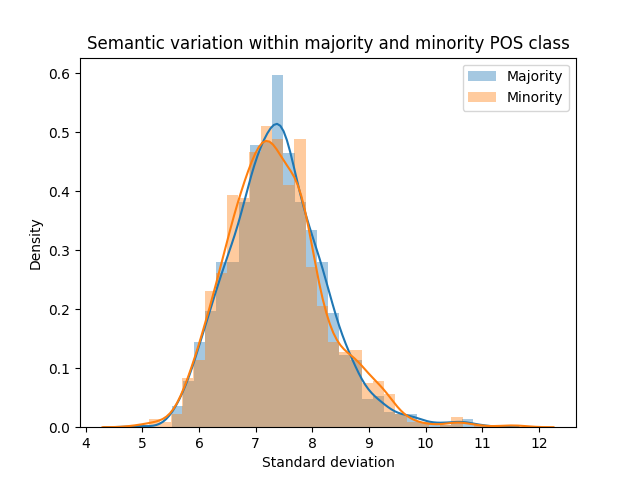 Semantic variation within majority and minority POS class
Majority
Minority
0.6
0.5
0.4
0.3
0.2
0.1
0.0
Density
4 5 6 7 8 9 10 11 12
Standard deviation